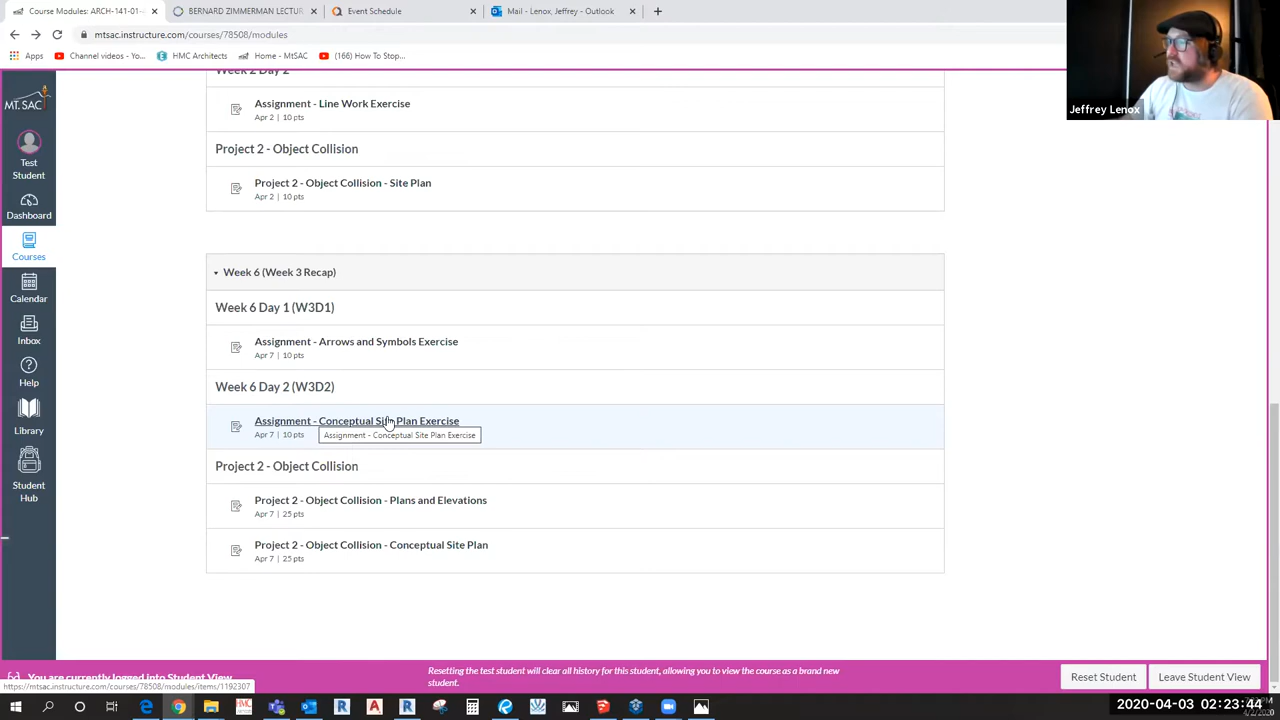 Course Modules: ARCH-141-01-
BERNARD ZIMMERMAN LECTUR
Event Schedule
Mail - Lenox, Jeffrey - Outlook
mtsac.instructure.com/courses/78508/modules
Apps
Channel videos - Yo...
HMC Architects
Home - MtSAC
(166) How To Stop...
Jeffrey Lenox
MT. SAC
Test
Student
Dashboard
Courses
Calendar
Inbox
Help
Library
Student
Hub
Week 2 Day 2
Assignment - Line Work Exercise
Apr 2 | 10 pts
Project 2 - Object Collision
Project 2 - Object Collision - Site Plan
Apr 2 | 10 pts
Week 6 (Week 3 Recap)
Week 6 Day 1 (W3D1)
Assignment - Arrows and Symbols Exercise
Apr 7 | 10 pts
Week 6 Day 2 (W3D2)
Assignment - Conceptual Site Plan Exercise
Apr 7 | 10 pts
Assignment - Conceptual Site Plan Exercise
Project 2 - Object Collision
Project 2 - Object Collision - Plans and Elevations
Apr 7 | 25 pts
Project 2 - Object Collision - Conceptual Site Plan
Apr 7 | 25 pts
You are currently logged into Student View
Resetting the test student will clear all history for this student, allowing you to view the course as a brand new
student.
Reset Student
Leave Student View
https://mtsac.instructure.com/courses/78508/modules/items/1192307
2020-04-03 02:23:44